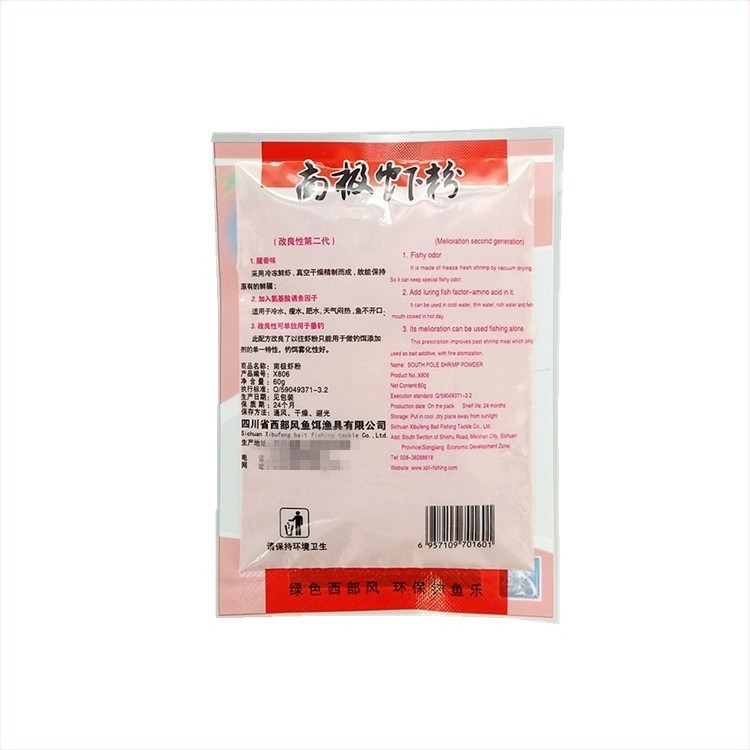 南极虾粉
(改良性第二代)
1. 腥香味
采用冷冻鲜虾，真空干燥精制而成，故能保持
原有的鲜腥；
2. 加入氨基酸诱鱼因子
适用于冷水、瘦水、肥水、天气闷热，鱼不开口；
3. 改良性可单独用于垂钓
此配方改良了以往虾粉只能用于做钓饵添加
剂的单一特性，钓饵雾化性好。
商品名称：南极虾粉
产品编号：X806
净 含 量：60g
执行标准：Q/59049371-3.2
生产日期：见包装
保 质 期：24个月
保存方法：通风、干燥、避光
四川省西部风鱼饵渔具有限公司
Sichuan Xibufeng bait fishing tackle Co.,Ltd.
生产地址：
电
网 址：
请保持环境卫生
(Melioration second generation)
1. Fishy odor
It is made of freeze fresh shrimp by vacuum drying.
So it can keep special fishy odor.
2. Add luring fish factor-amino acid in it.
It can be used in cold water, thin water, rich water and fish
mouth closed in hot day.
3. Its melioration can be used fishing alone.
This prescription improves past shrimp meal which only
used as bait additive, with fine atomization.
Name: SOUTH POLE SHRIMP POWDER
Product No.:X806
Net Content:60g
Execution standard: Q/59049371-3.2
Production date: On the pack Shelf life: 24 months
Storage: Put in cool ,dry place away from sunlight
Sichuan Xibufeng Bait Fishing Tackle Co., Ltd.
Add: South Section of Shishu Road, Meishan City, Sichuan
Province(Songjiang Economic Development Zone)
Tel: 028-38268618
Website: www.xbf-fishing.com
6 957109 701601
绿色西部风 环保钓鱼乐